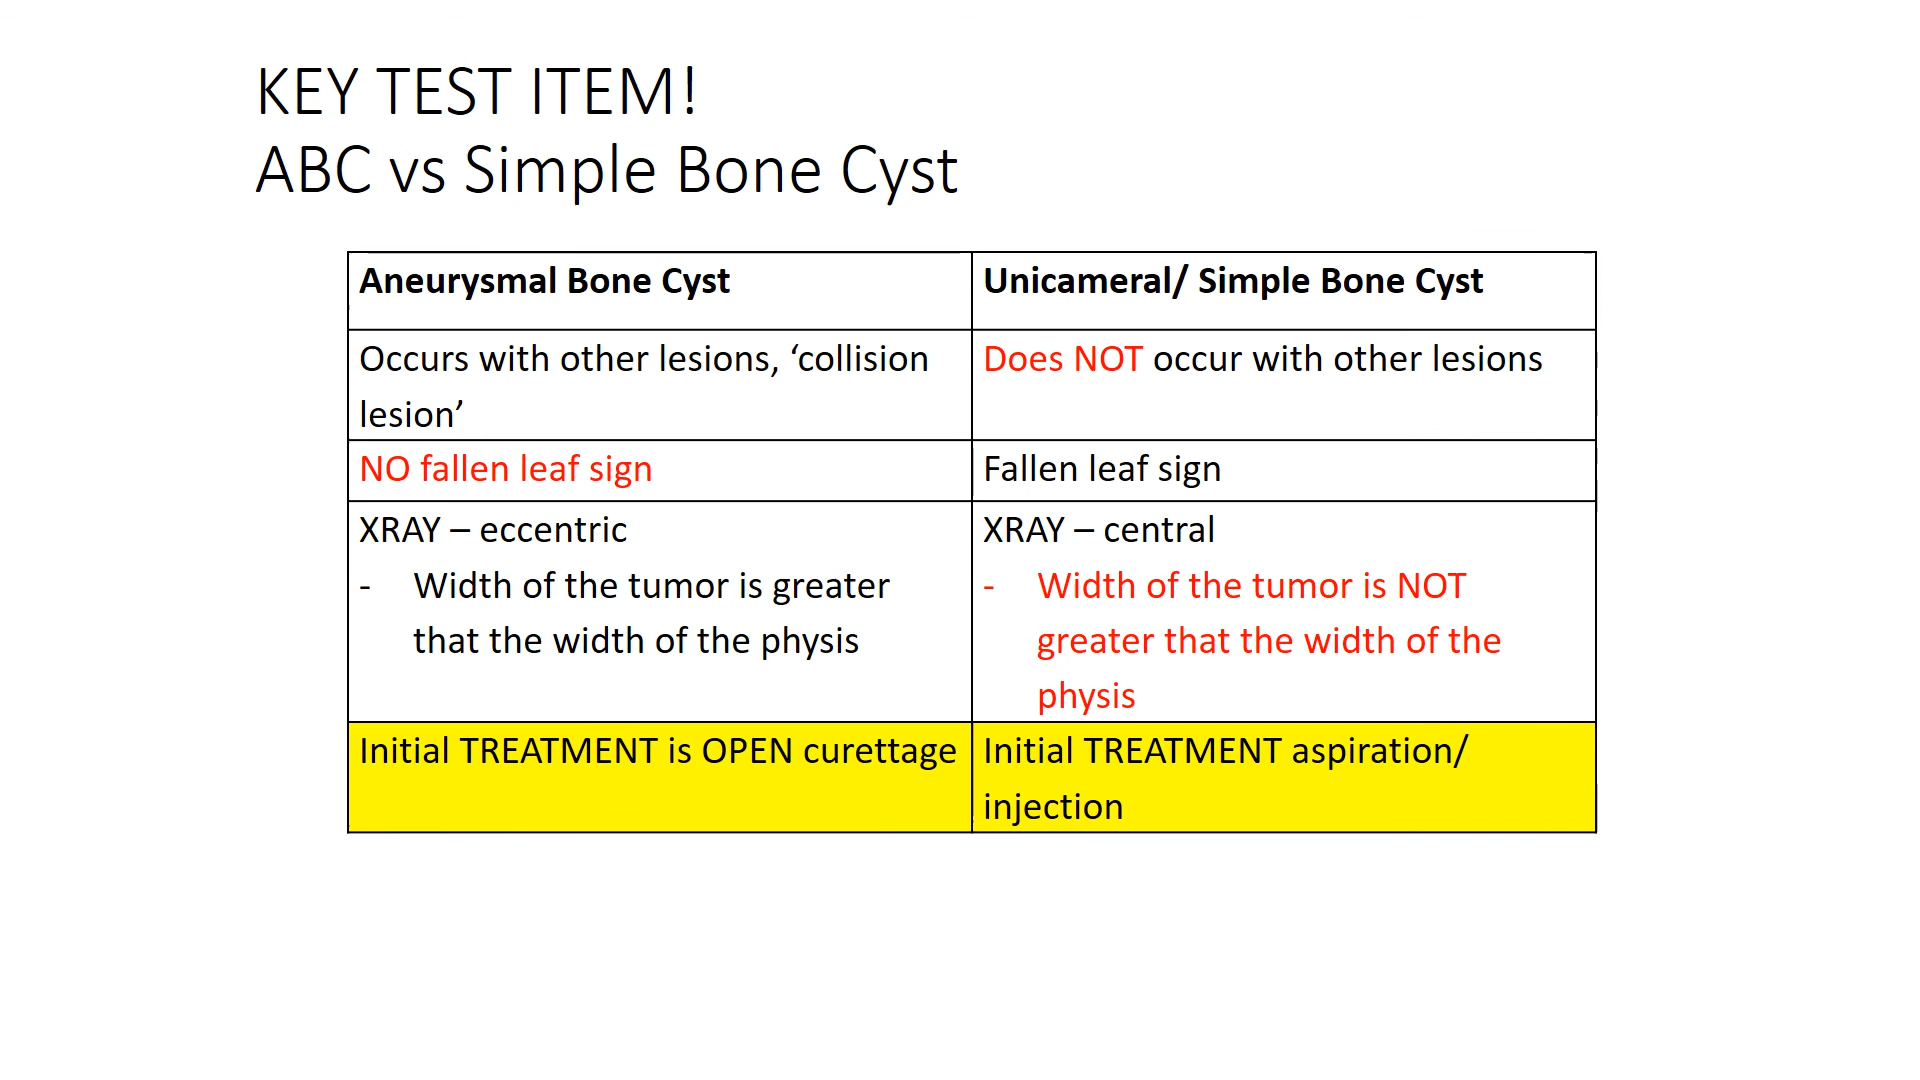 KEY TEST ITEM!
ABC vs Simple Bone Cyst
Aneurysmal Bone Cyst
Unicameral/ Simple Bone Cyst
Occurs with other lesions, ‘collision
lesion’
Does NOT occur with other lesions
NO fallen leaf sign
Fallen leaf sign
XRAY – eccentric
- Width of the tumor is greater
that the width of the physis
XRAY – central
- Width of the tumor is NOT
greater that the width of the
physis
Initial TREATMENT is OPEN curettage
Initial TREATMENT aspiration/
injection